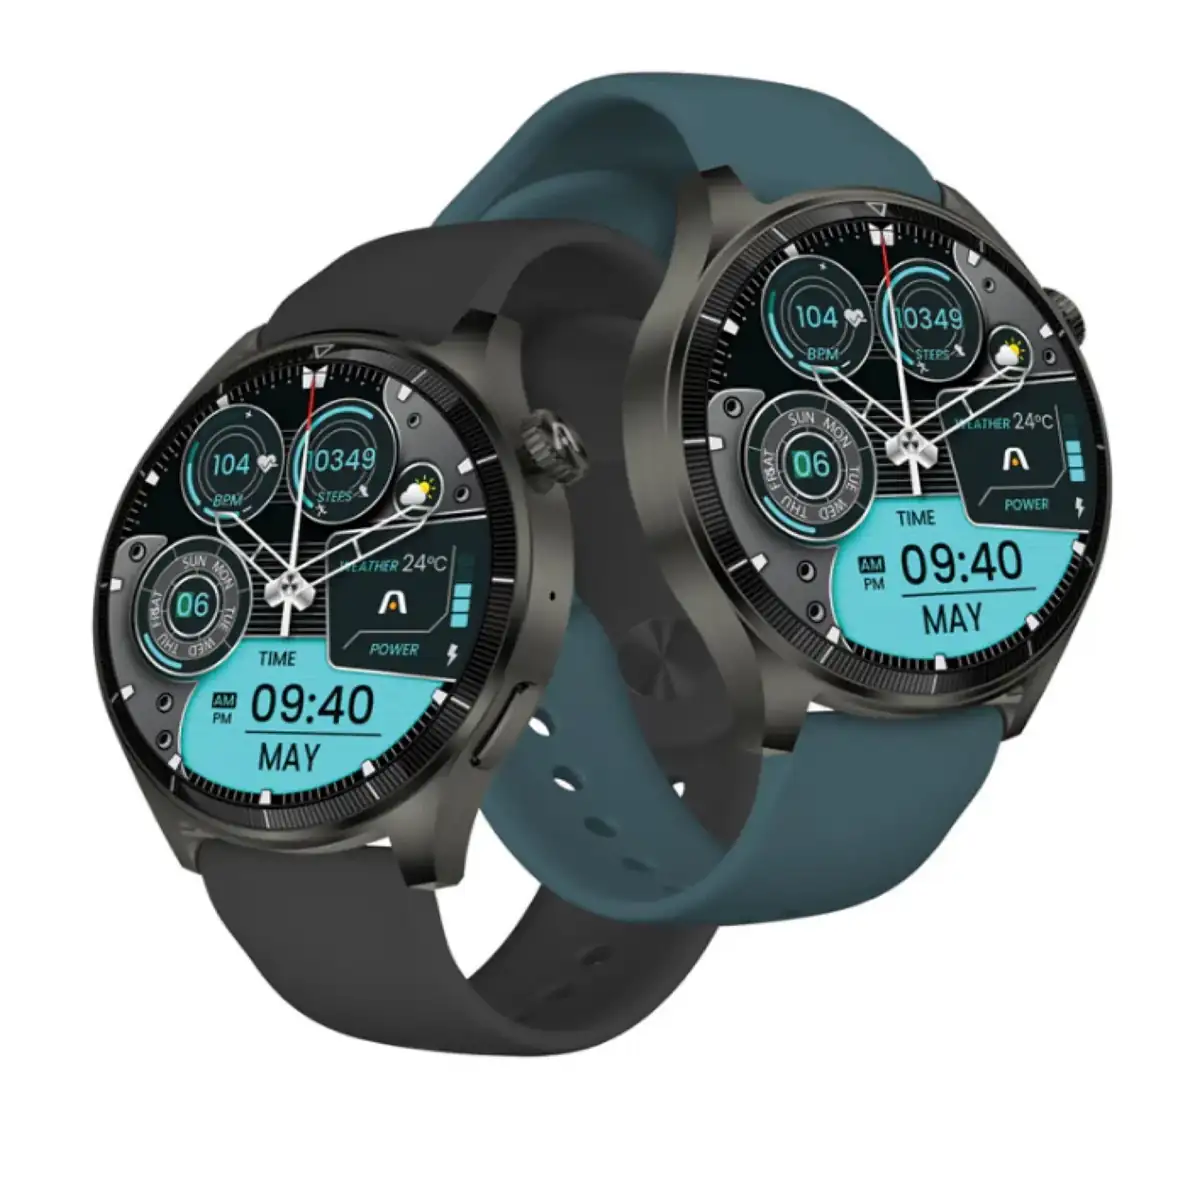 104
BPM
10349
STEPS
SUN MON TUE WED THU FRI SAT
06
WEATHER 24°C
POWER
TIME
AM
PM
09:40
MAY
104
BPM
10349
STEPS
SUN MON TUE WED THU FRI SAT
06
WEATHER 24°C
POWER
TIME
AM
PM
09:40
MAY